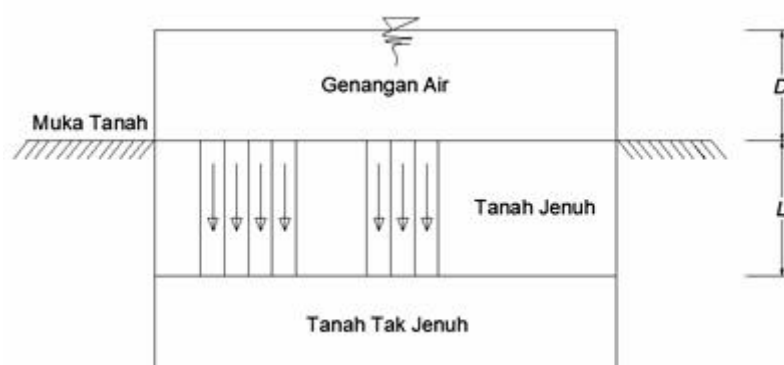 Genangan Air
D
Muka Tanah
Tanah Jenuh
L
Tanah Tak Jenuh